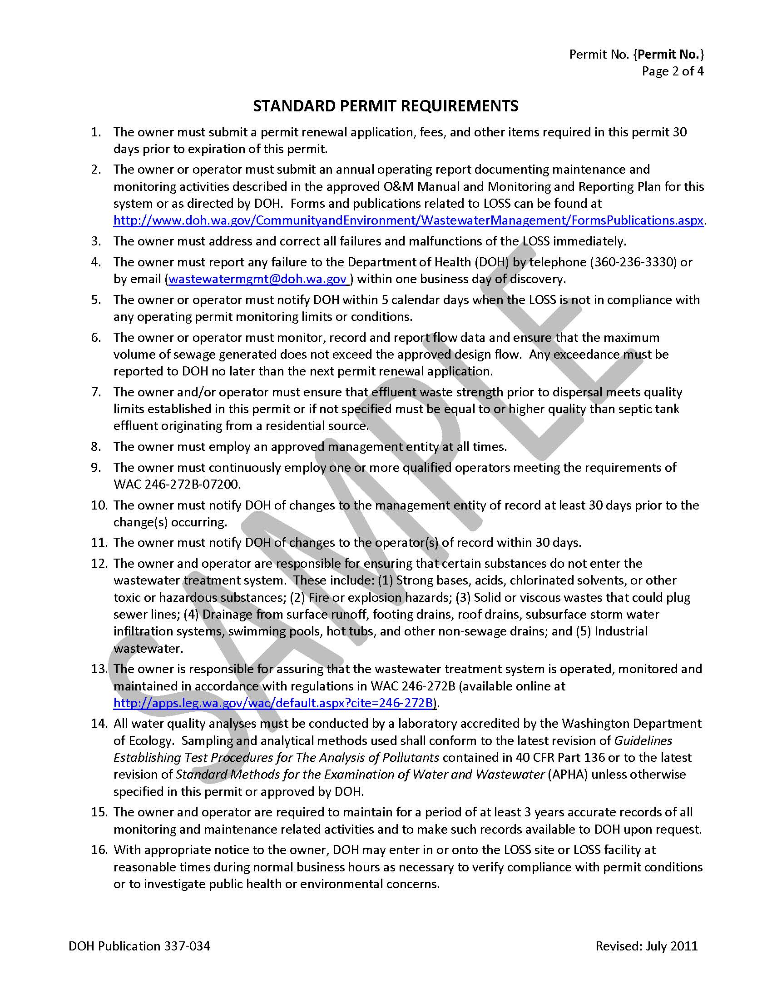 Permit No. {Permit No.}
Page 2 of 4
STANDARD PERMIT REQUIREMENTS
1. The owner must submit a permit renewal application, fees, and other items required in this permit 30
days prior to expiration of this permit.
2. The owner or operator must submit an annual operating report documenting maintenance and
monitoring activities described in the approved O&M Manual and Monitoring and Reporting Plan for this
system or as directed by DOH.  Forms and publications related to LOSS can be found at
http://www.doh.wa.gov/CommunityandEnvironment/WastewaterManagement/FormsPublications.aspx.
3. The owner must address and correct all failures and malfunctions of the LOSS immediately.
4. The owner must report any failure to the Department of Health (DOH) by telephone (360-236-3330) or
by email (wastewatermgmt@doh.wa.gov ) within one business day of discovery.
5. The owner or operator must notify DOH within 5 calendar days when the LOSS is not in compliance with
any operating permit monitoring limits or conditions.
6. The owner or operator must monitor, record and report flow data and ensure that the maximum
volume of sewage generated does not exceed the approved design flow.  Any exceedance must be
reported to DOH no later than the next permit renewal application.
7. The owner and/or operator must ensure that effluent waste strength prior to dispersal meets quality
limits established in this permit or if not specified must be equal to or higher quality than septic tank
effluent originating from a residential source.
8. The owner must employ an approved management entity at all times.
9. The owner must continuously employ one or more qualified operators meeting the requirements of
WAC 246-272B-07200.
10. The owner must notify DOH of changes to the management entity of record at least 30 days prior to the
change(s) occurring.
11. The owner must notify DOH of changes to the operator(s) of record within 30 days.
12. The owner and operator are responsible for ensuring that certain substances do not enter the
wastewater treatment system.  These include: (1) Strong bases, acids, chlorinated solvents, or other
toxic or hazardous substances; (2) Fire or explosion hazards; (3) Solid or viscous wastes that could plug
sewer lines; (4) Drainage from surface runoff, footing drains, roof drains, subsurface storm water
infiltration systems, swimming pools, hot tubs, and other non-sewage drains; and (5) Industrial
wastewater.
13. The owner is responsible for assuring that the wastewater treatment system is operated, monitored and
maintained in accordance with regulations in WAC 246-272B (available online at
http://apps.leg.wa.gov/wac/default.aspx?cite=246-272B).
14. All water quality analyses must be conducted by a laboratory accredited by the Washington Department
of Ecology.  Sampling and analytical methods used shall conform to the latest revision of Guidelines
Establishing Test Procedures for The Analysis of Pollutants contained in 40 CFR Part 136 or to the latest
revision of Standard Methods for the Examination of Water and Wastewater (APHA) unless otherwise
specified in this permit or approved by DOH.
15. The owner and operator are required to maintain for a period of at least 3 years accurate records of all
monitoring and maintenance related activities and to make such records available to DOH upon request.
16. With appropriate notice to the owner, DOH may enter in or onto the LOSS site or LOSS facility at
reasonable times during normal business hours as necessary to verify compliance with permit conditions
or to investigate public health or environmental concerns.
SAMPLE
DOH Publication 337-034
Revised: July 2011